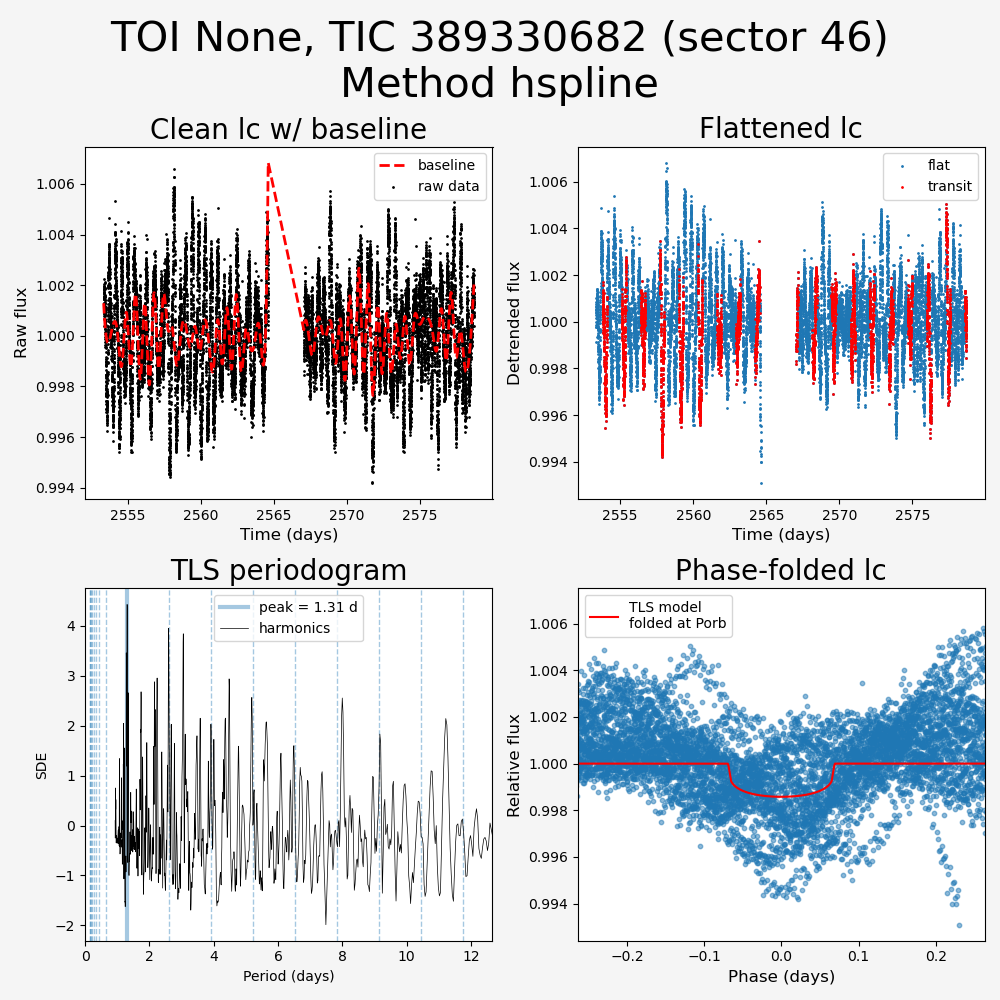 TOI None, TIC 389330682 (sector 46)
Method hspline
Clean lc w/ baseline
Flattened lc
baseline
raw data
flat
transit
Raw flux
1.006
1.004
1.002
1.000
0.998
0.996
0.994
2555
2560
2565
2570
2575
Time (days)
Detrended flux
1.006
1.004
1.002
1.000
0.998
0.996
0.994
2555
2560
2565
2570
2575
Time (days)
TLS periodogram
Phase-folded lc
peak = 1.31 d
harmonics
TLS model
folded at Porb
SDE
4
3
2
1
0
−1
−2
0
2
4
6
8
10
12
Period (days)
Relative flux
1.006
1.004
1.002
1.000
0.998
0.996
0.994
−0.2
−0.1
0.0
0.1
0.2
Phase (days)